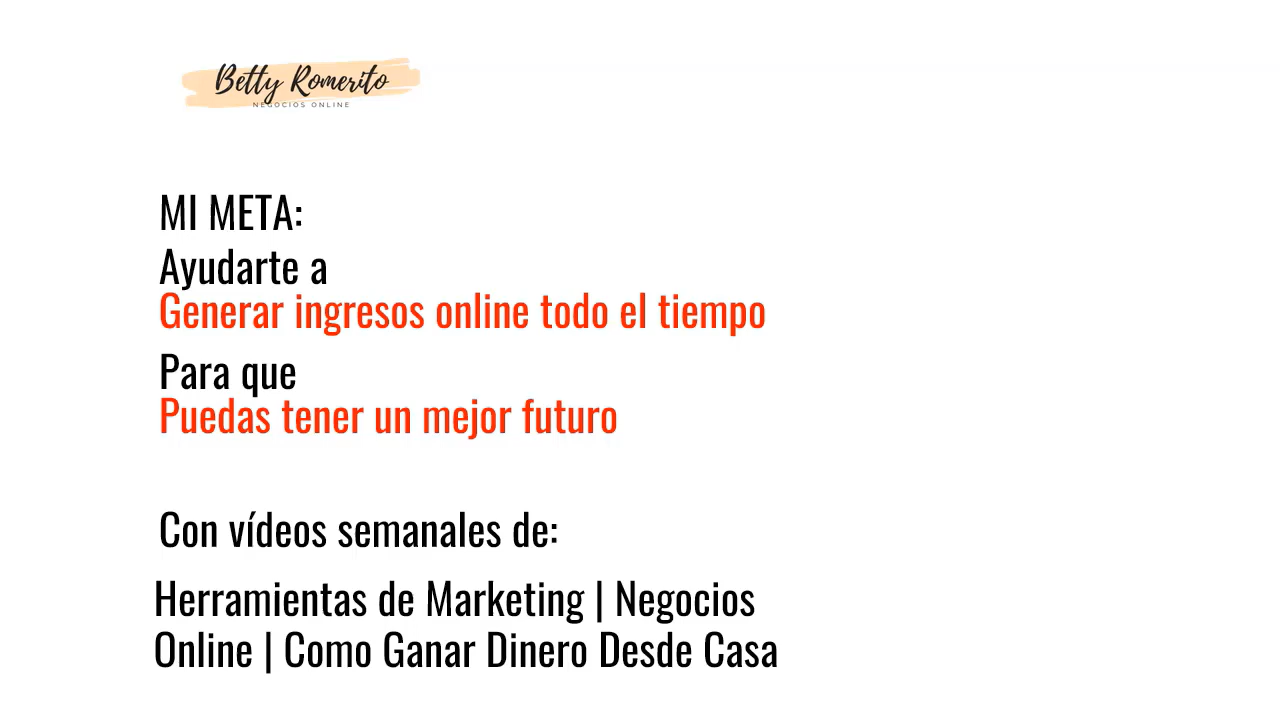 Betty Romerito
NEGOCIOS ONLINE
MI META:
Ayudarte a
Generar ingresos online todo el tiempo
Para que
Puedas tener un mejor futuro
Con vídeos semanales de:
Herramientas de Marketing | Negocios
Online | Como Ganar Dinero Desde Casa